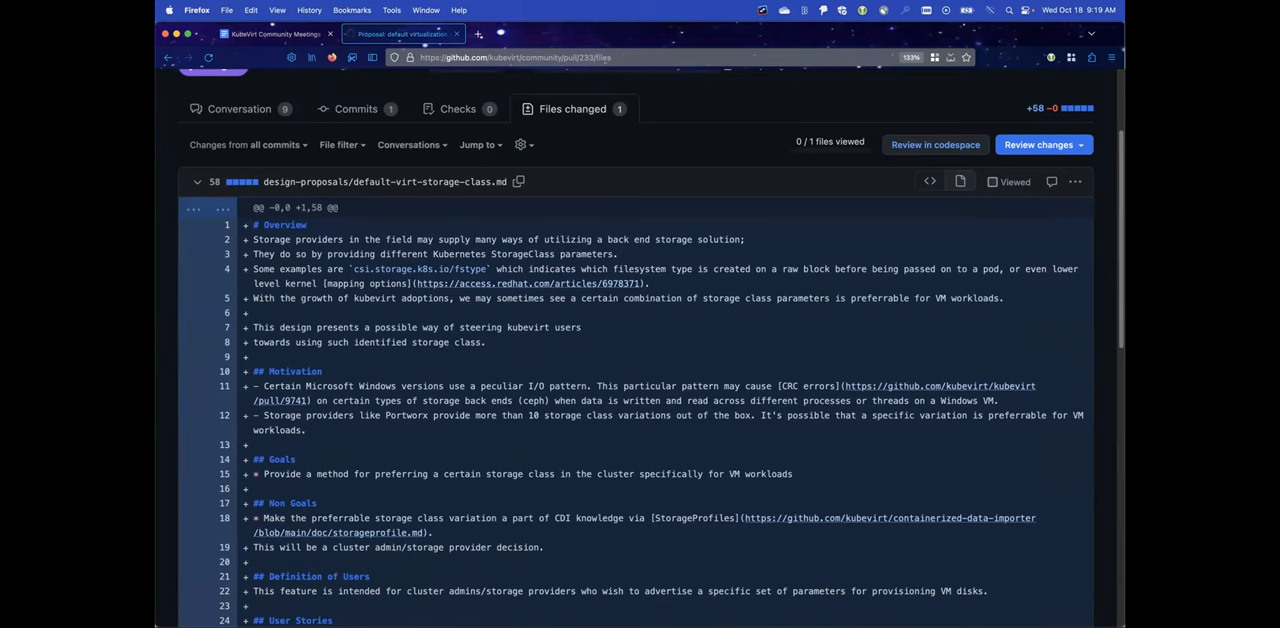 Firefox File Edit View History Bookmarks Tools Window Help Wed Oct 18 9:19 AM
KubeVirt Community Meetings × Proposal: default virtualization × +
https://github.com/kubevirt/community/pull/233/files 133%
Conversation 9 Commits 1 Checks 0 Files changed 1 +58 −0
Changes from all commits File filter Conversations Jump to 0 / 1 files viewed Review in codespace Review changes
58 design-proposals/default-virt-storage-class.md Viewed ...
... ... @@ -0,0 +1,58 @@
1 + # Overview
2 + Storage providers in the field may supply many ways of utilizing a back end storage solution;
3 + They do so by providing different Kubernetes StorageClass parameters.
4 + Some examples are `csi.storage.k8s.io/fstype` which indicates which filesystem type is created on a raw block before being passed on to a pod, or even lower
level kernel [mapping options](https://access.redhat.com/articles/6978371).
5 + With the growth of kubevirt adoptions, we may sometimes see a certain combination of storage class parameters is preferrable for VM workloads.
6 +
7 + This design presents a possible way of steering kubevirt users
8 + towards using such identified storage class.
9 +
10 + ## Motivation
11 + - Certain Microsoft Windows versions use a peculiar I/O pattern. This particular pattern may cause [CRC errors](https://github.com/kubevirt/kubevirt
/pull/9741) on certain types of storage back ends (ceph) when data is written and read across different processes or threads on a Windows VM.
12 + - Storage providers like Portworx provide more than 10 storage class variations out of the box. It's possible that a specific variation is preferrable for VM
workloads.
13 +
14 + ## Goals
15 + * Provide a method for preferring a certain storage class in the cluster specifically for VM workloads
16 +
17 + ## Non Goals
18 + * Make the preferrable storage class variation a part of CDI knowledge via [StorageProfiles](https://github.com/kubevirt/containerized-data-importer
/blob/main/doc/storageprofile.md).
19 + This will be a cluster admin/storage provider decision.
20 +
21 + ## Definition of Users
22 + This feature is intended for cluster admins/storage providers who wish to advertise a specific set of parameters for provisioning VM disks.
23 +
24 + ## User Stories